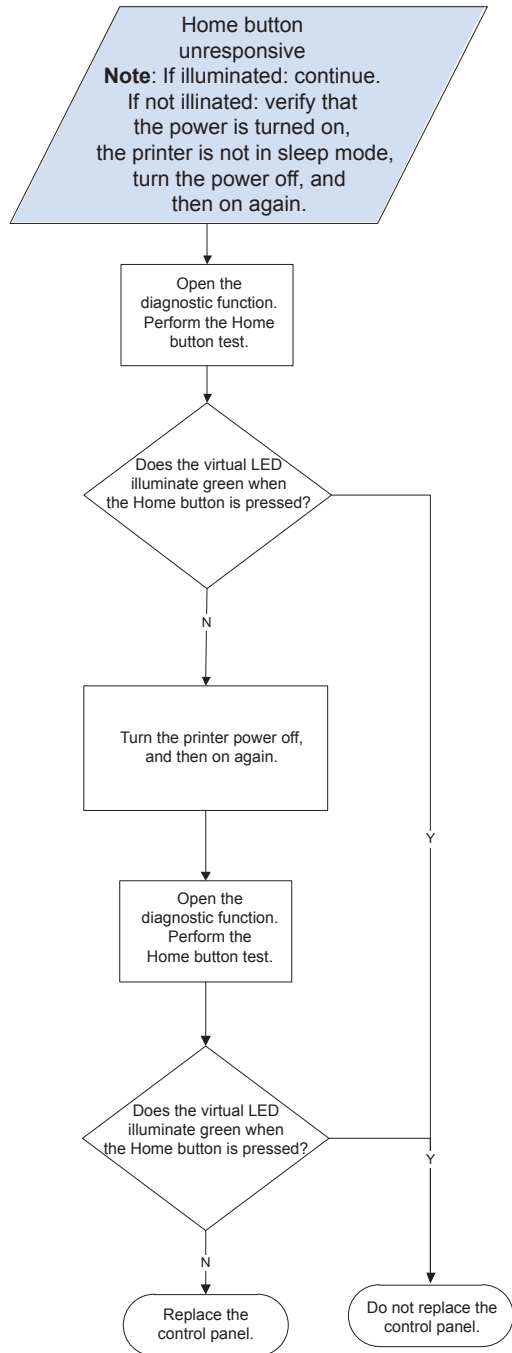 Home button
unresponsive
Note: If illuminated: continue.
If not illinated: verify that
the power is turned on,
the printer is not in sleep mode,
turn the power off, and
then on again.
Open the
diagnostic function.
Perform the Home
button test.
Does the virtual LED
illuminate green when
the Home button is pressed?
N
Turn the printer power off,
and then on again.
Y
Open the
diagnostic function.
Perform the
Home button test.
Does the virtual LED
illuminate green when
the Home button is pressed?
Y
N
Replace the
control panel.
Do not replace the
control panel.